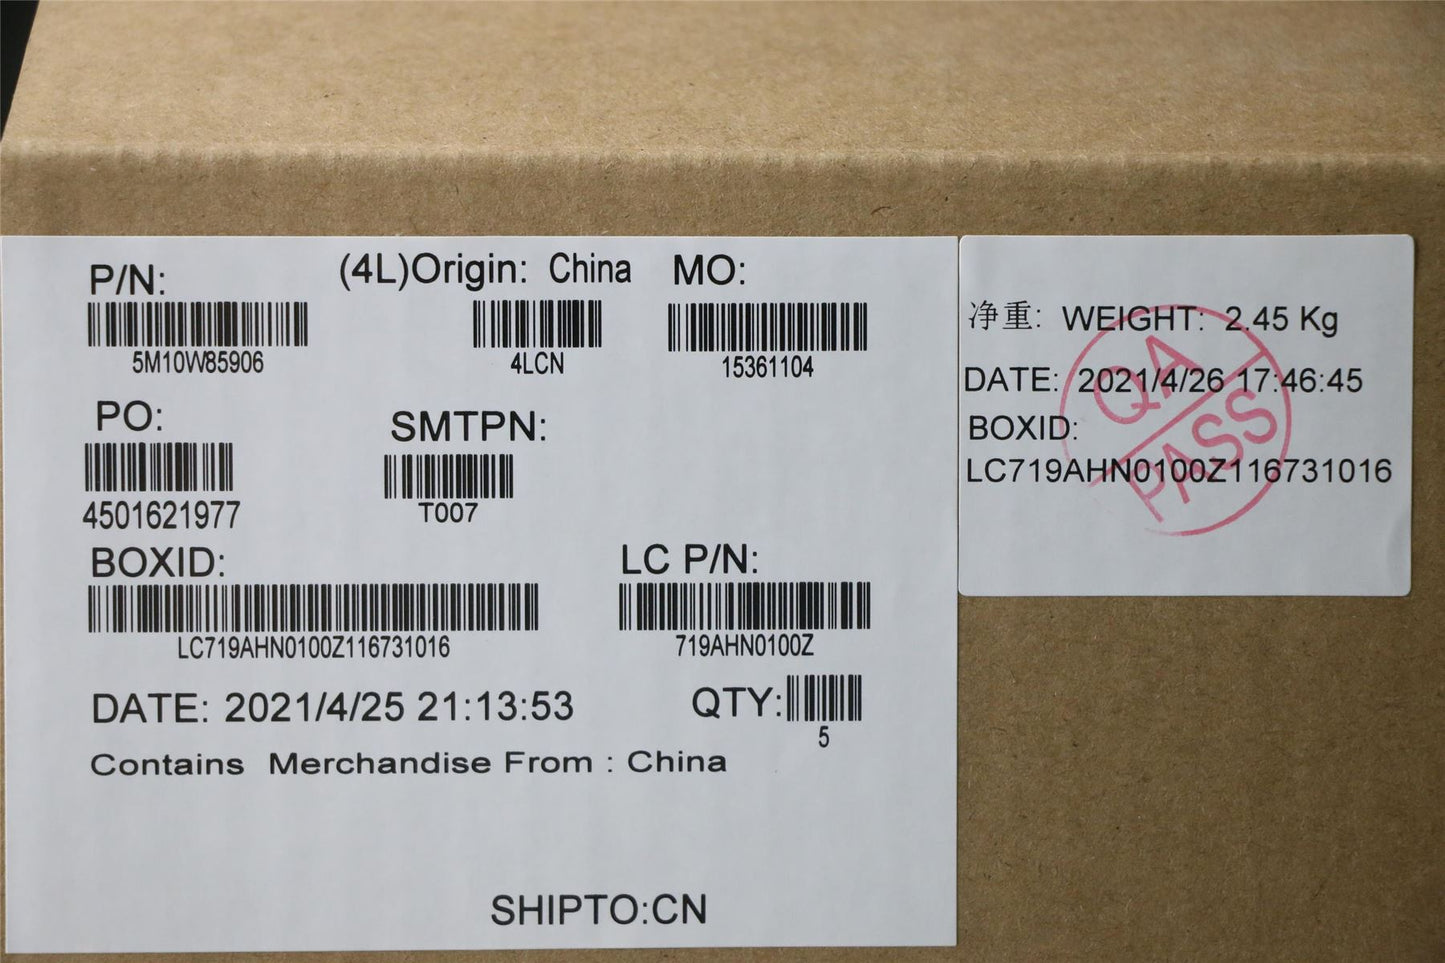 P/N:
5M10W85906
(4L)Origin: China
4LCN
MO:
15361104
PO:
4501621977
SMTPN:
T007
BOXID:
LC719AHN0100Z116731016
LC P/N:
719AHN0100Z
DATE: 2021/4/25 21:13:53
QTY:
5
Contains Merchandise From : China
SHIPTO:CN
净重: WEIGHT: 2.45 Kg
DATE: 2021/4/26 17:46:45
BOXID:
LC719AHN0100Z116731016
QA
PASS